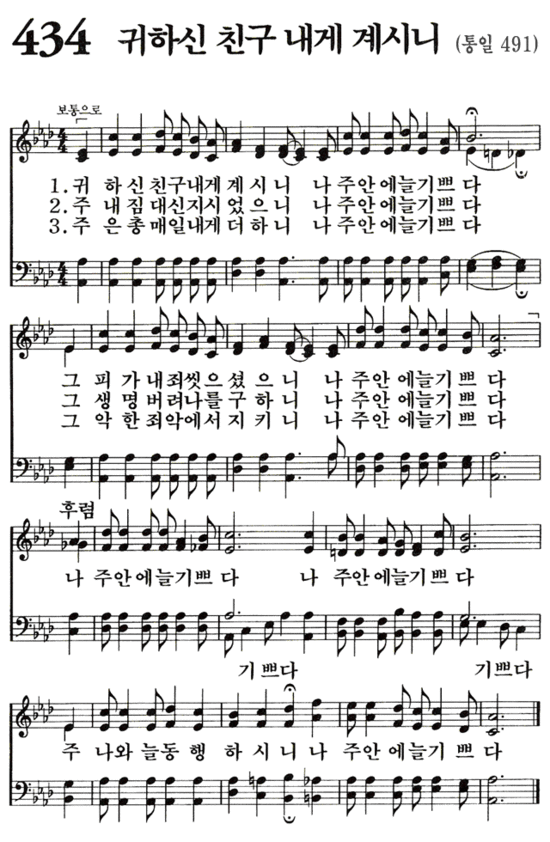 434 귀하신 친구 내게 계시니 (통일 491)
보통으로
1. 귀 하 신 친구 내게 계 시 니 나 주안 에 늘 기쁘 다
2. 주 내 짐 대신 지시 었 으 니 나 주안 에 늘 기쁘 다
3. 주 은 총 매일 내게 더 하 니 나 주안 에 늘 기쁘 다
그 피 가 내 죄 씻 으 셨 으 니 나 주안 에 늘 기쁘 다
그 생 명 버려 나를 구 하 니 나 주안 에 늘 기쁘 다
그 악 한 죄악 에서 지 키 니 나 주안 에 늘 기쁘 다
후렴
나 주안 에 늘 기쁘 다 나 주안 에 늘 기쁘 다
기 쁘다 기 쁘다
주 나와 늘 동 행 하 시 니 나 주안 에 늘 기 쁘 다